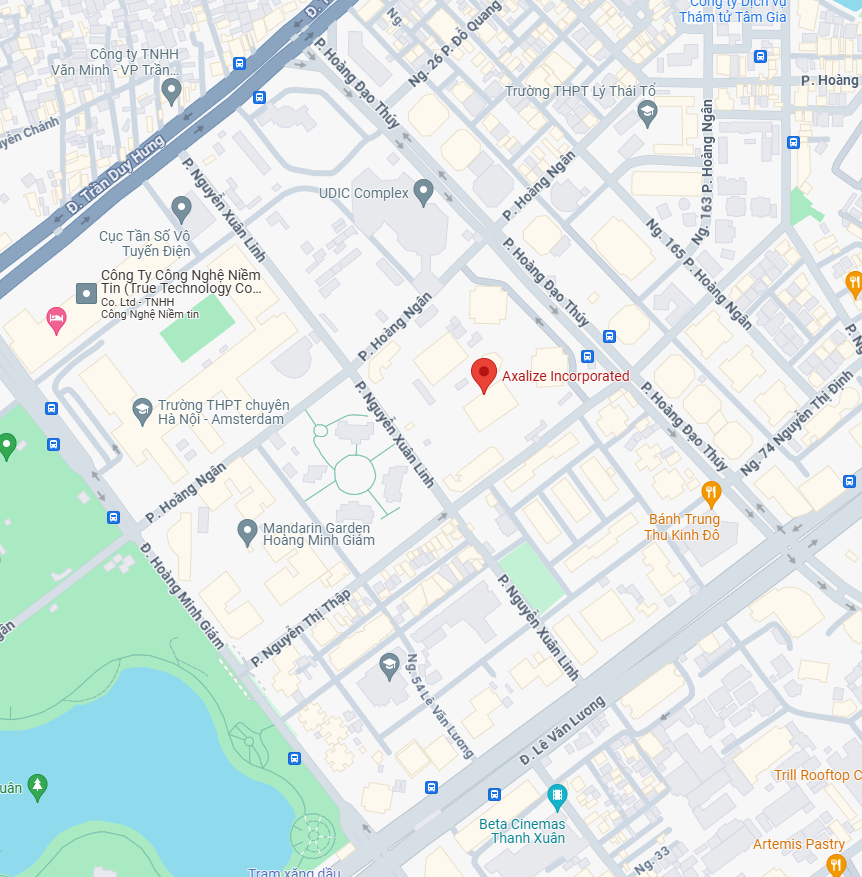 Công ty Dịch vụ
Thám tử Tâm Gia
Ng.
Ng. 26 P. Đỗ Quang
P. Hoàng Đạo Thúy
Công ty TNHH
Văn Minh - VP Trần...
P. Hoàng
Trường THPT Lý Thái Tổ
P. Hoàng Ngân
Ng. 163 P. Hoàng Ngân
Đ. Trần Duy Hưng
P. Nguyễn Xuân Linh
UDIC Complex
Cục Tần Số Vô
Tuyến Điện
Ng. 165 P. Hoàng Ngân
P. Hoàng Đạo Thúy
Công Ty Công Nghệ Niềm
Tin (True Technology Co...
Co. Ltd - TNHH
Công Nghệ Niềm tin
P. Hoàng Ngân
Axalize Incorporated
P. Nguyễn Xuân Linh
P. Hoàng Đạo Thúy
Ng. 74 Nguyễn Thị Định
Trường THPT chuyên
Hà Nội - Amsterdam
P. Hoàng Ngân
Bánh Trung
Thu Kinh Đô
Mandarin Garden
Hoàng Minh Giám
Đ. Hoàng Minh Giám
P. Nguyễn Thị Thập
P. Nguyễn Xuân Linh
Ng. 54 Lê Văn Lương
Đ. Lê Văn Lương
Trill Rooftop C
Beta Cinemas
Thanh Xuân
Artemis Pastry
Ng. 33
Trạm xăng dầu